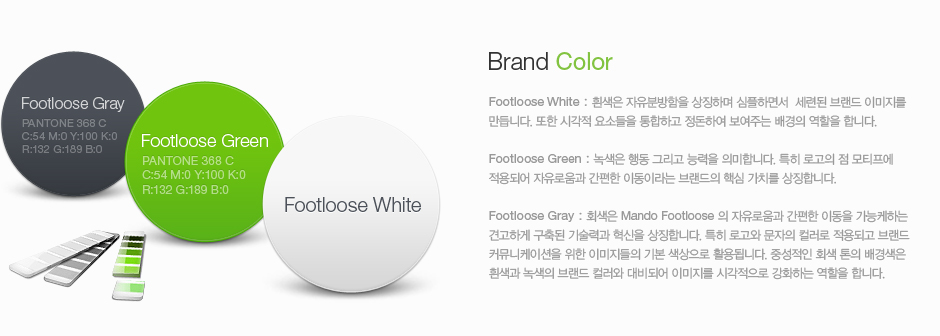 Footloose Gray
PANTONE 368 C
C:54 M:0 Y:100 K:0
R:132 G:189 B:0
Footloose Green
PANTONE 368 C
C:54 M:0 Y:100 K:0
R:132 G:189 B:0
Footloose White
Brand Color
Footloose White : 흰색은 자유분방함을 상징하며 심플하면서 세련된 브랜드 이미지를
만듭니다. 또한 시각적 요소들을 통합하고 정돈하여 보여주는 배경의 역할을 합니다.
Footloose Green : 녹색은 행동 그리고 능력을 의미합니다. 특히 로고의 점 모티프에
적용되어 자유로움과 간편한 이동이라는 브랜드의 핵심 가치를 상징합니다.
Footloose Gray : 회색은 Mando Footloose 의 자유로움과 간편한 이동을 가능케하는
견고하게 구축된 기술력과 혁신을 상징합니다. 특히 로고와 문자의 컬러로 적용되고 브랜드
커뮤니케이션을 위한 이미지들의 기본 색상으로 활용됩니다. 중성적인 회색 톤의 배경색은
흰색과 녹색의 브랜드 컬러와 대비되어 이미지를 시각적으로 강화하는 역할을 합니다.